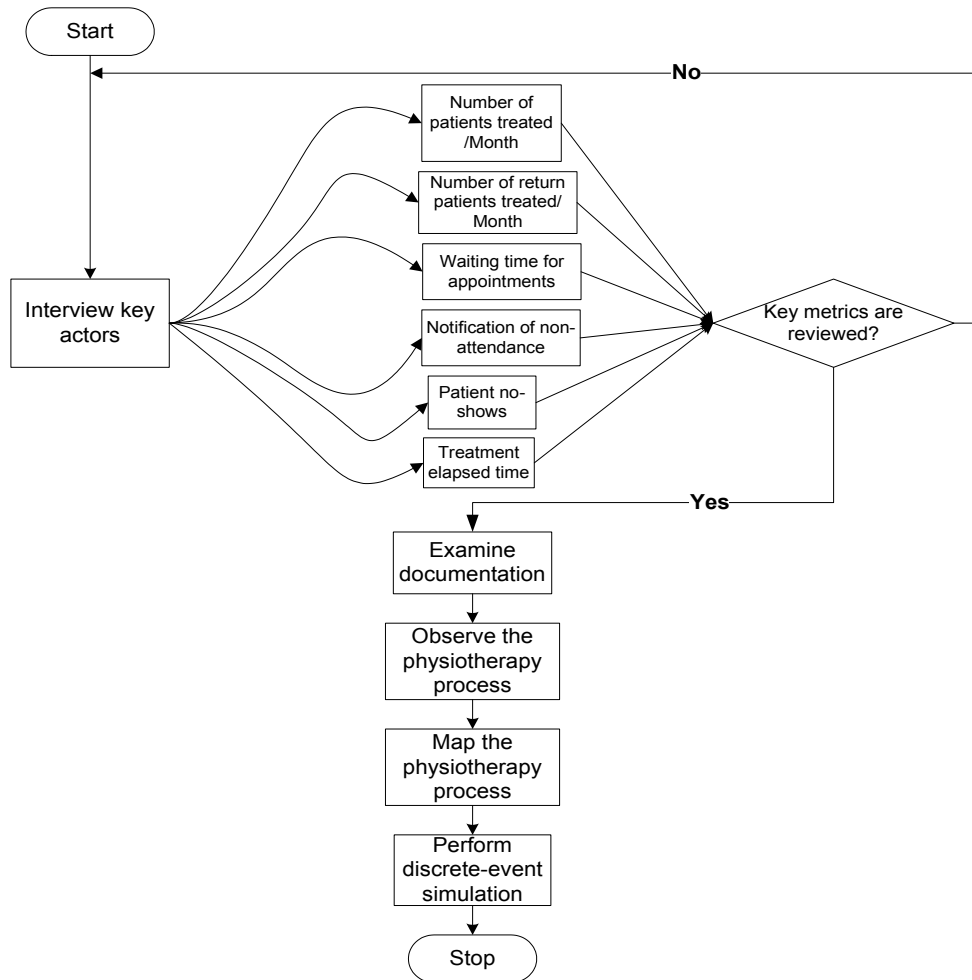 Start
No
Number of
patients treated
/Month
Number of return
patients treated/
Month
Waiting time for
appointments
Interview key
actors
Notification of non-
attendance
Key metrics are
reviewed?
Patient no-
shows
Treatment
elapsed time
Yes
Examine
documentation
Observe the
physiotherapy
process
Map the
physiotherapy
process
Perform
discrete-event
simulation
Stop